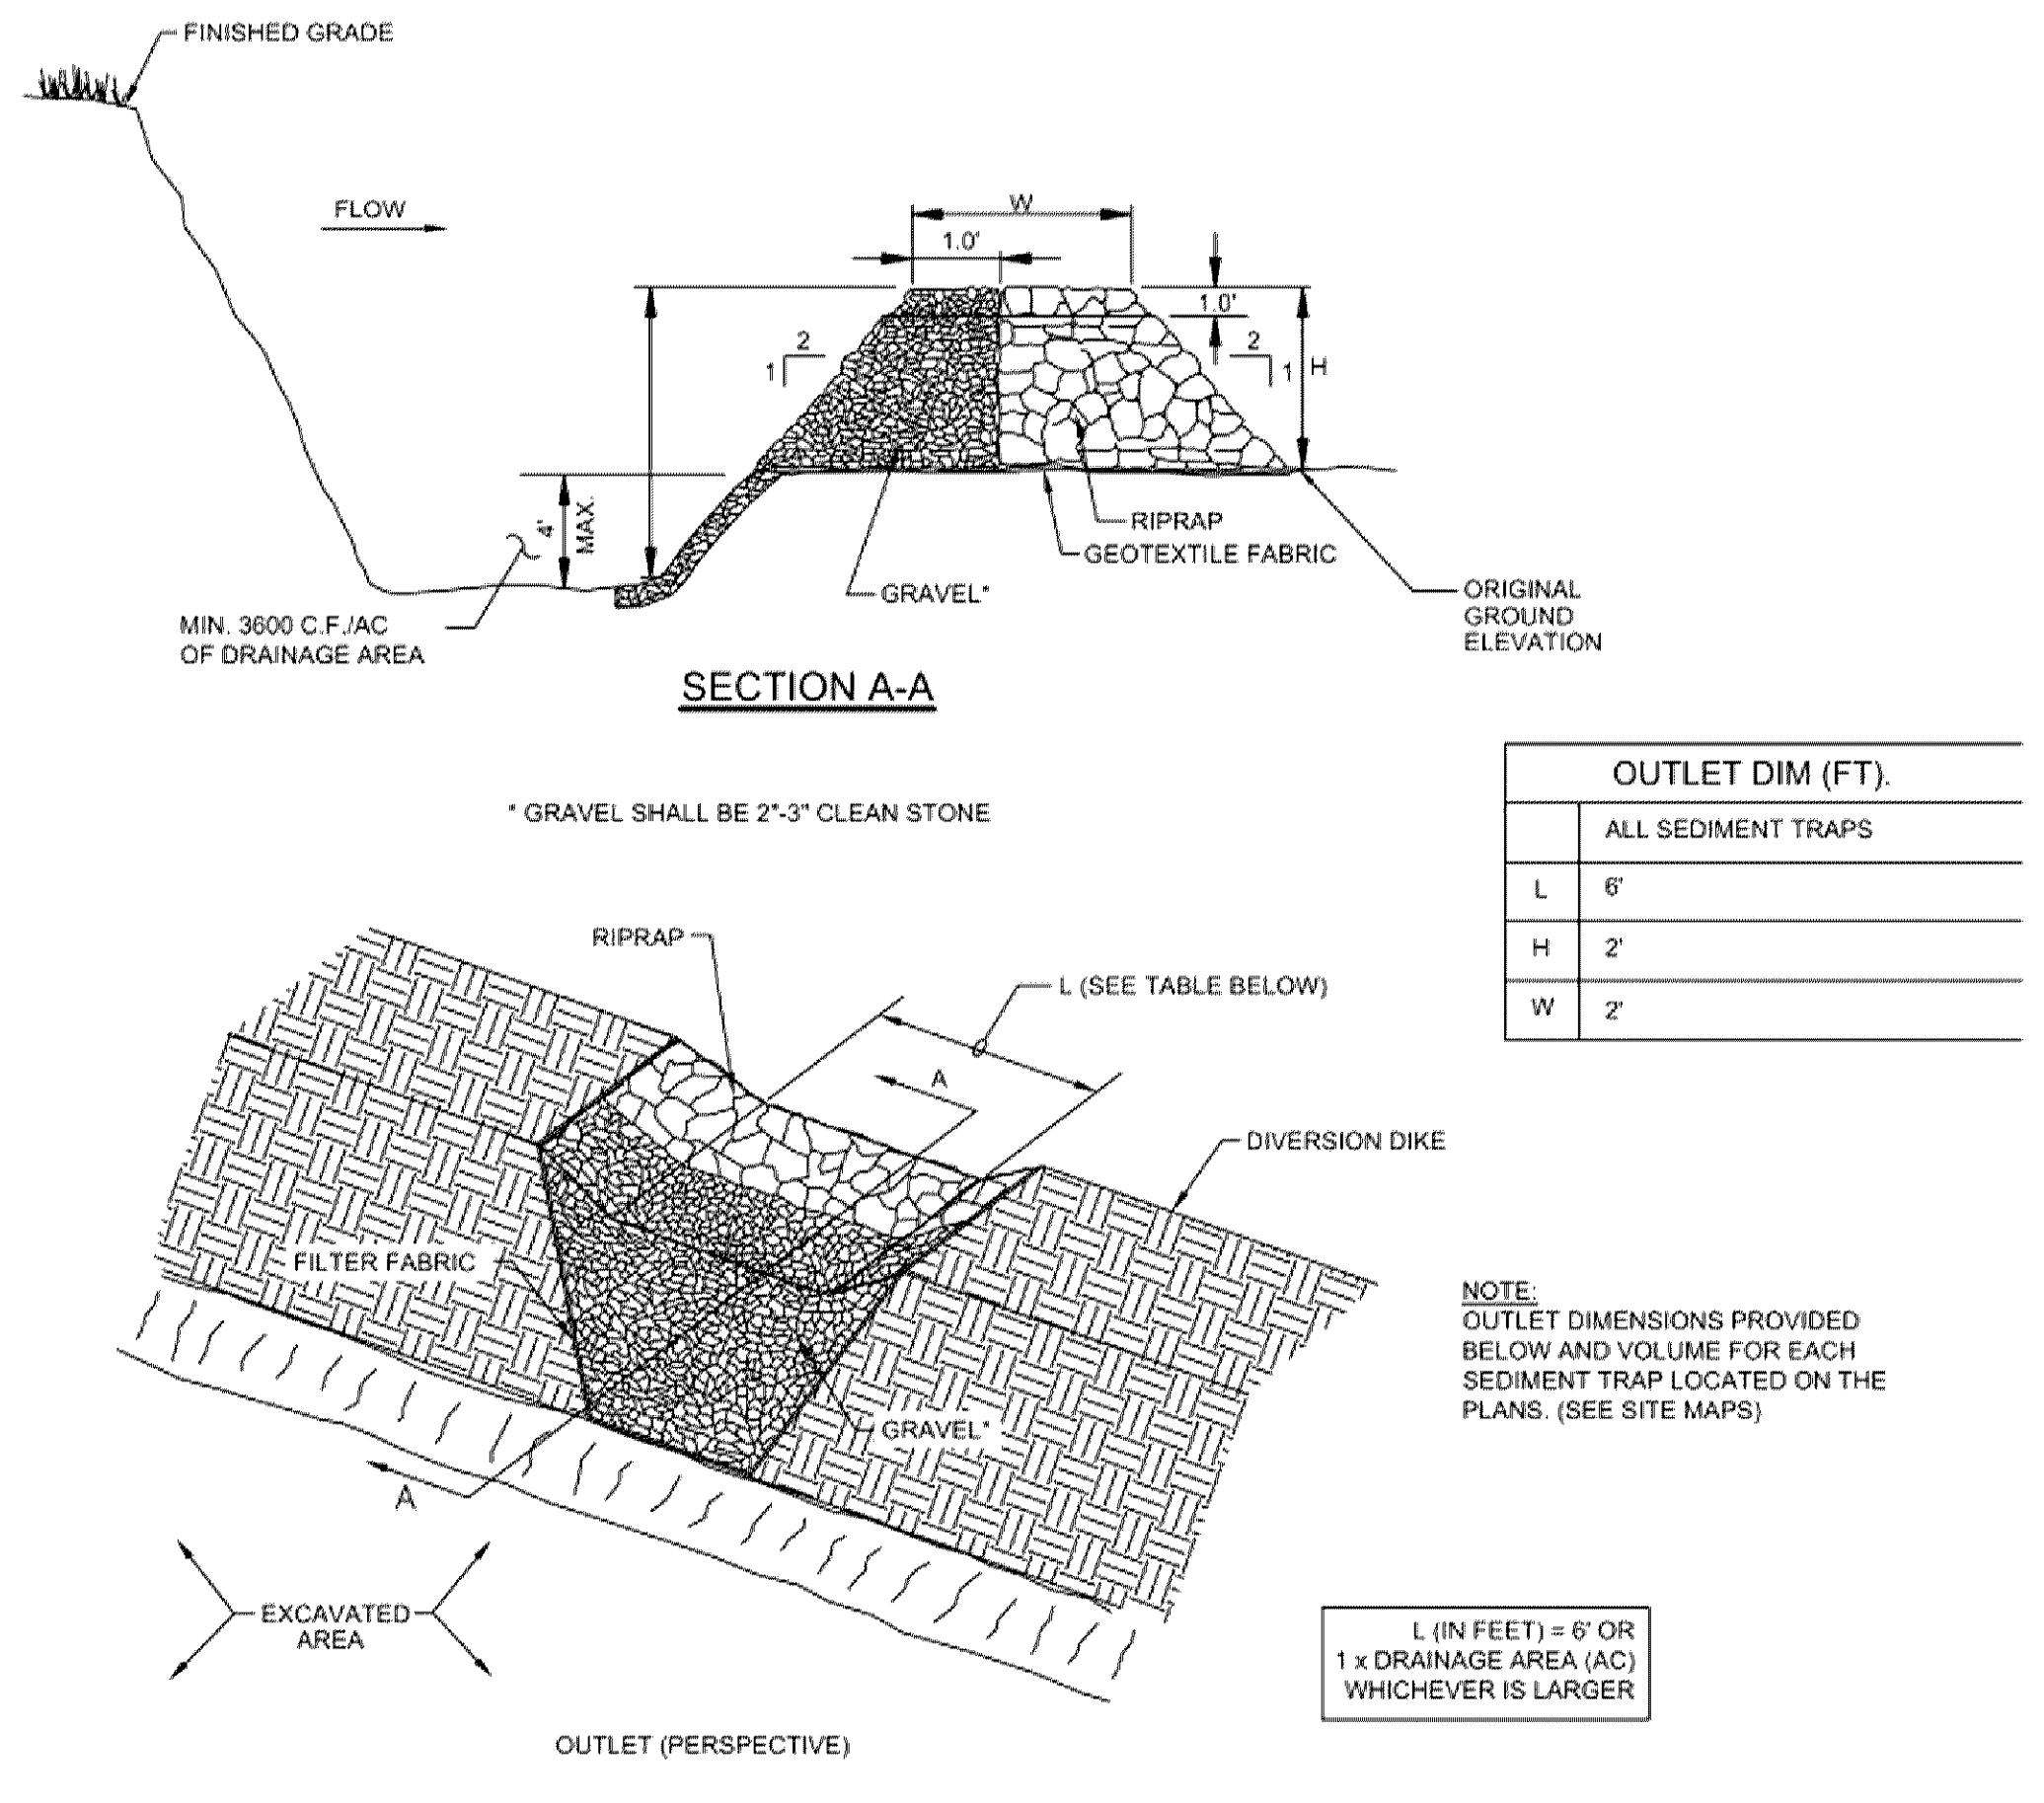 FINISHED GRADE
FLOW
W
1.0'
1.0'
2
1
2
1
H
4'
MAX.
RIPRAP
GEOTEXTILE FABRIC
GRAVEL*
ORIGINAL
GROUND
ELEVATION
MIN. 3600 C.F./AC
OF DRAINAGE AREA
SECTION A-A
* GRAVEL SHALL BE 2"-3" CLEAN STONE
OUTLET DIM (FT).
ALL SEDIMENT TRAPS
L 6'
H 2'
W 2'
RIPRAP
L (SEE TABLE BELOW)
A
DIVERSION DIKE
FILTER FABRIC
GRAVEL*
A
NOTE:
OUTLET DIMENSIONS PROVIDED
BELOW AND VOLUME FOR EACH
SEDIMENT TRAP LOCATED ON THE
PLANS. (SEE SITE MAPS)
EXCAVATED
AREA
L (IN FEET) = 6' OR
1 x DRAINAGE AREA (AC)
WHICHEVER IS LARGER
OUTLET (PERSPECTIVE)